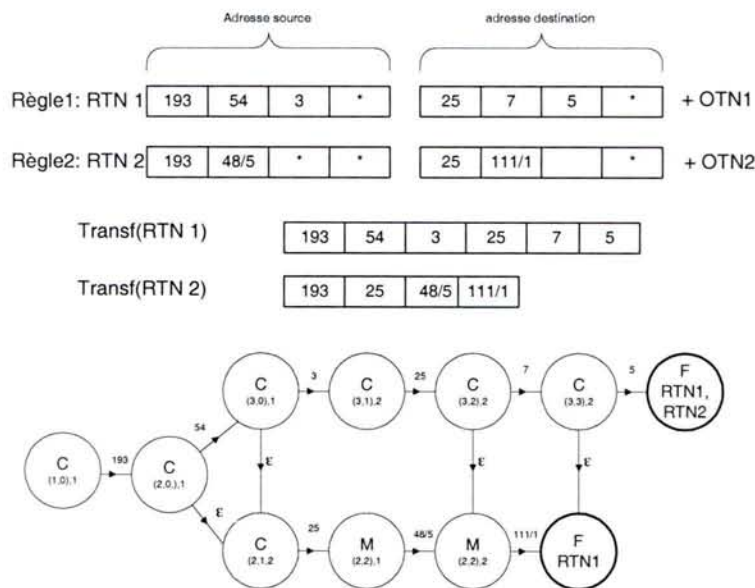 Adresse source
adresse destination
Règle1: RTN 1 193 54 3 * 25 7 5 * + OTN1
Règle2: RTN 2 193 48/5 * * 25 111/1 * + OTN2
Transf(RTN 1) 193 54 3 25 7 5
Transf(RTN 2) 193 25 48/5 111/1
C (3,0),1
3
C (3,1),2
25
C (3,2),2
7
C (3,3),2
5
F RTN1, RTN2
54
193
C (1,0),1
C (2,0,),1
ε
ε
ε
ε
C (2,1,2
25
M (2,2),1
48/5
M (2,2),2
111/1
F RTN1